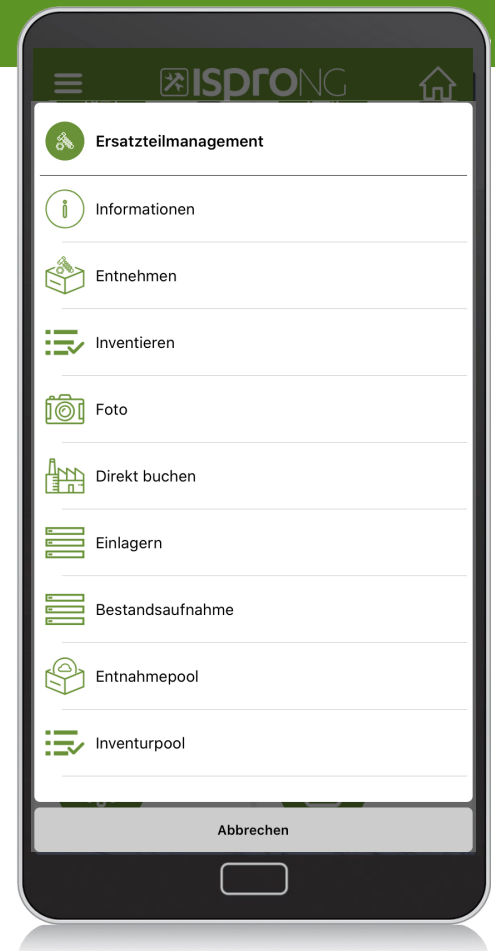 isproNG
Ersatzteilmanagement
Informationen
Entnehmen
Inventieren
Foto
Direkt buchen
Einlagern
Bestandsaufnahme
Entnahmepool
Inventurpool
Abbrechen